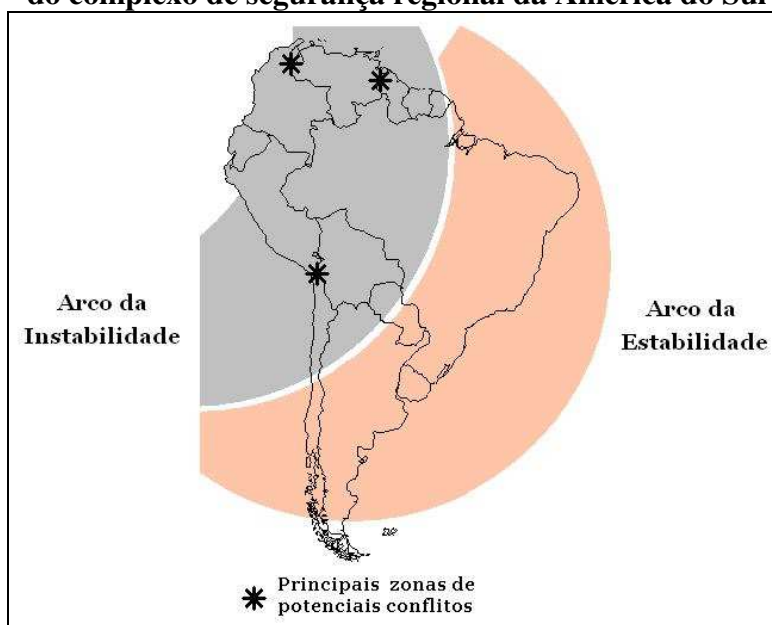 do complexo de segurança regional da América do Sul
Arco da
Instabilidade
Arco da
Estabilidade
Principais zonas de
potenciais conflitos